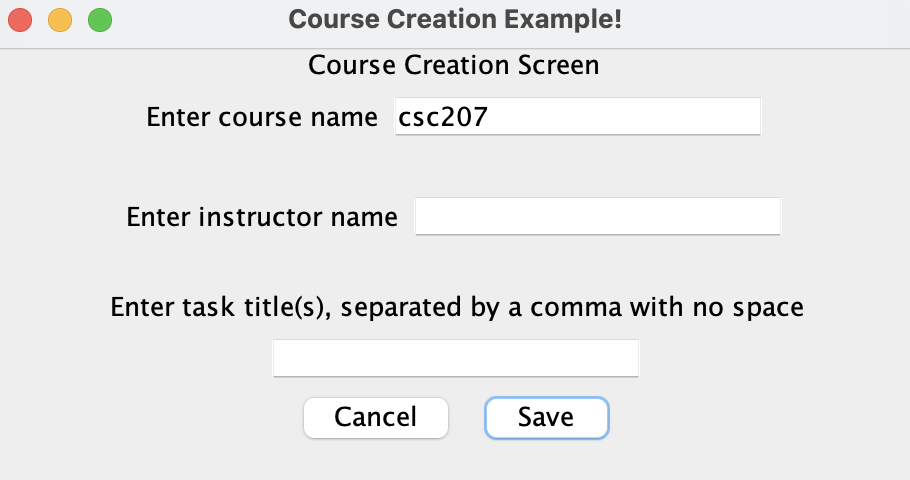 Course Creation Example!
Course Creation Screen
Enter course name csc207
Enter instructor name
Enter task title(s), separated by a comma with no space
Cancel Save